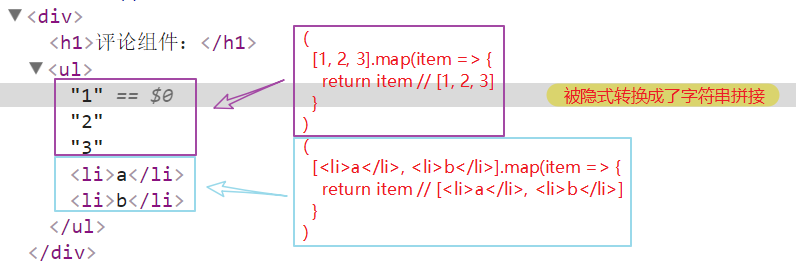 ▼<div>
<h1>评论组件：</h1>
▼<ul>
"1" == $0
"2"
"3"
<li>a</li>
<li>b</li>
</ul>
</div>
(
[1, 2, 3].map(item => {
return item // [1, 2, 3]
}
)
(
[<li>a</li>, <li>b</li>].map(item => {
return item // [<li>a</li>, <li>b</li>]
}
)
被隐式转换成了字符串拼接